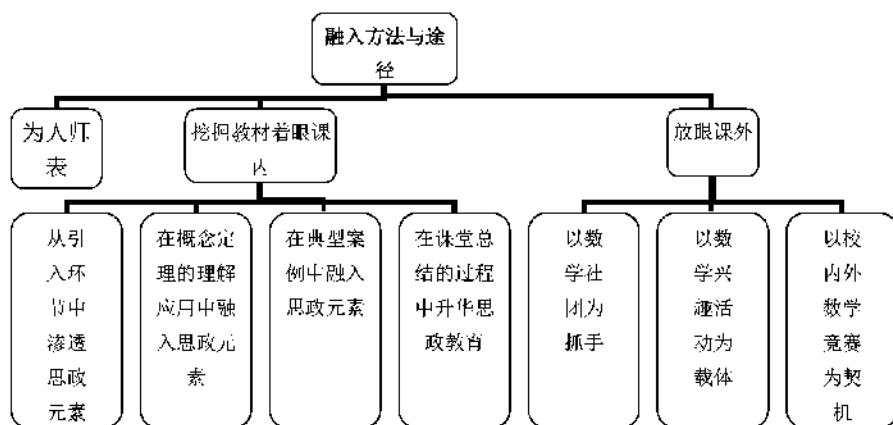 融入方法与途
径
为人师
表
挖掘教材着眼课
内
放眼课外
从引
入环
节中
渗透
思政
元素
在概念定
理的理解
应用中融
入思政元
素
在典型案
例中融入
思政元素
在课堂总
结的过程
中升华思
政教育
以数
学社
团为
抓手
以数
学兴
趣活
动为
载体
以校
内外
数学
竞赛
为契
机